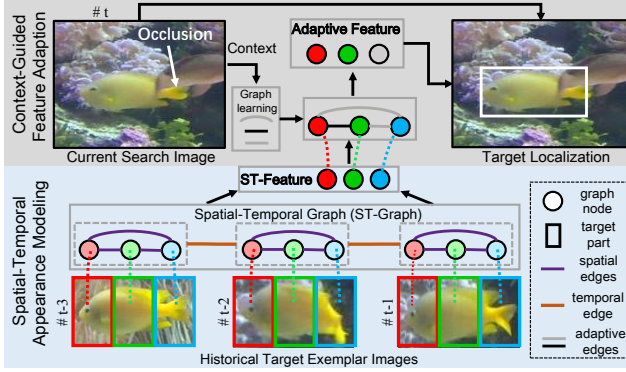 # t
Occlusion
Context
Adaptive Feature
Graph
learning
Context-Guided
Feature Adaption
Current Search Image
Target Localization
ST-Feature
Spatial-Temporal
Appearance Modeling
Spatial-Temporal Graph (ST-Graph)
# t-3
# t-2
# t-1
Historical Target Exemplar Images
graph
node
target
part
spatial
edges
temporal
edge
adaptive
edges